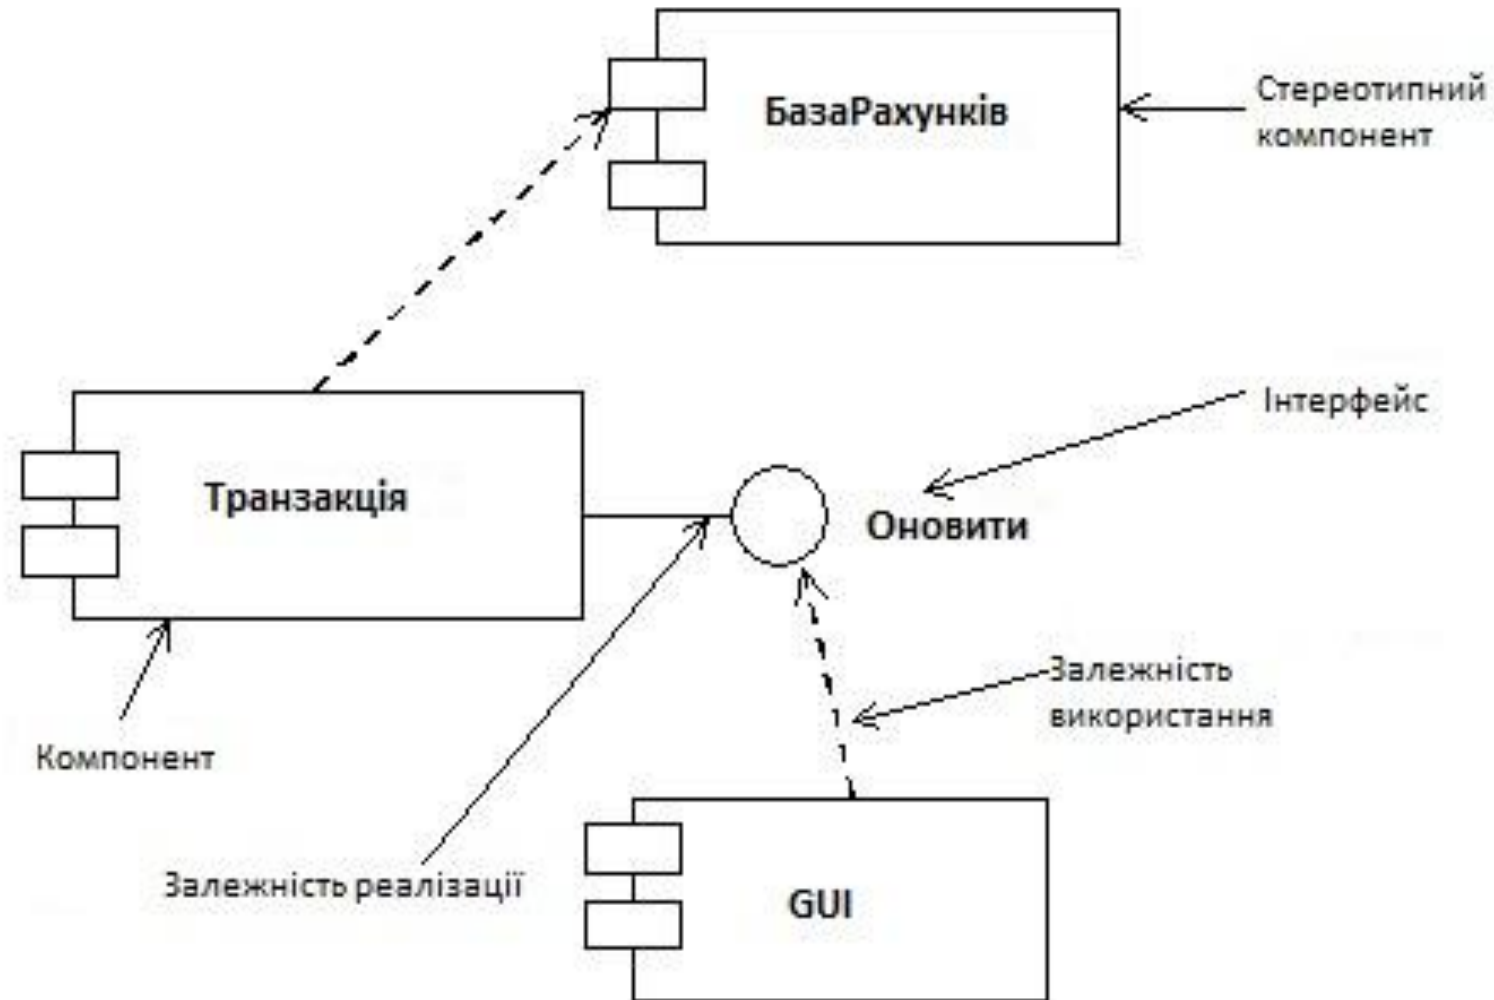 БазаРахунків
Стереотипний
компонент
Інтерфейс
Транзакція
Оновити
Залежність
використання
Компонент
Залежність реалізації
GUI